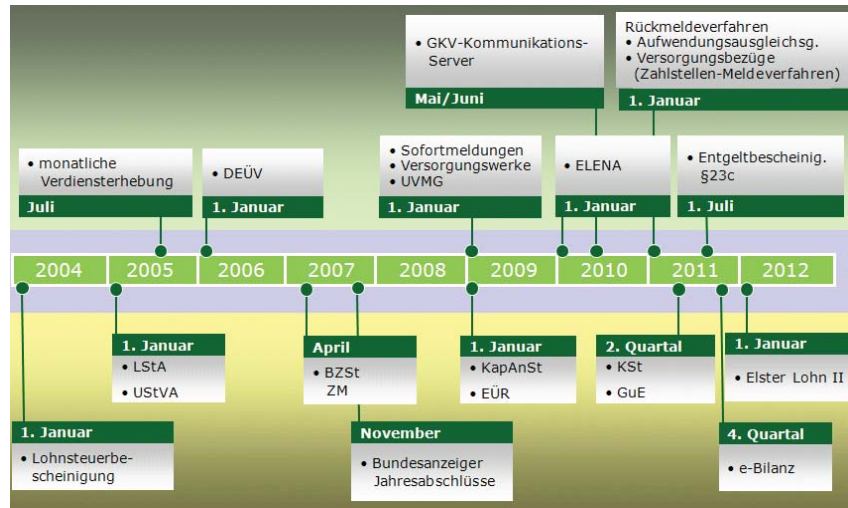 • GKV-Kommunikations-
Server
Mai/Juni
Rückmeldeverfahren
• Aufwendungsausgleichsg.
• Versorgungsbezüge
(Zahlstellen-Meldeverfahren)
1. Januar
• monatliche
Verdiensterhebung
Juli
• DEÜV
1. Januar
• Sofortmeldungen
• Versorgungswerke
• UVMG
1. Januar
• ELENA
1. Januar
• Entgeltbescheinig.
§23c
1. Juli
2004 2005 2006 2007 2008 2009 2010 2011 2012
1. Januar
• LStA
• UStVA
April
• BZSt
ZM
1. Januar
• KapAnSt
• EÜR
2. Quartal
• KSt
• GuE
1. Januar
• Elster Lohn II
1. Januar
• Lohnsteuerbe-
scheinigung
November
• Bundesanzeiger
Jahresabschlüsse
4. Quartal
• e-Bilanz